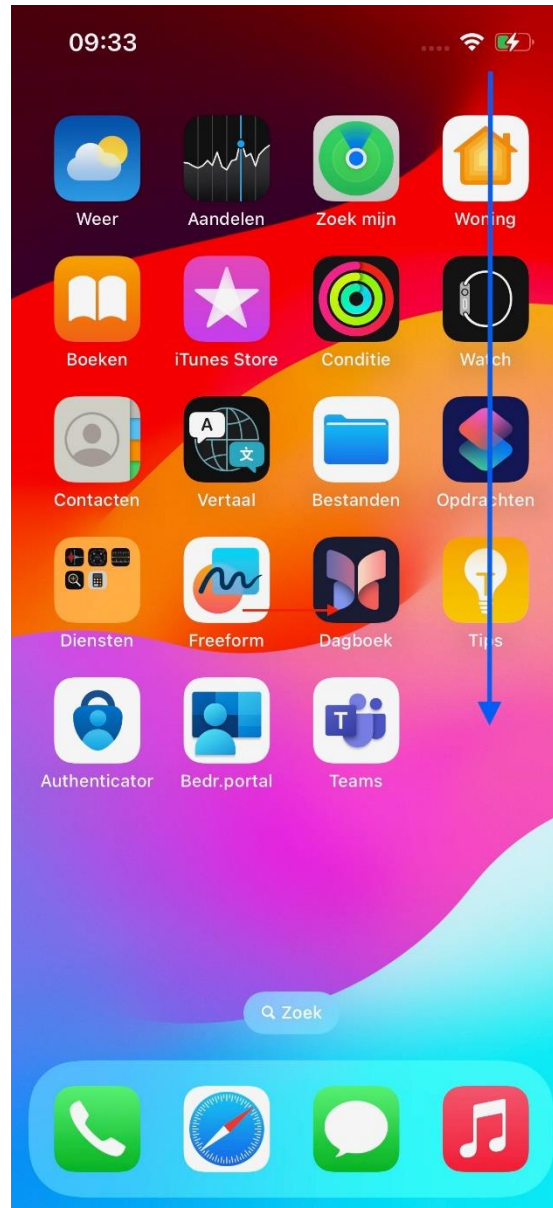 09:33
Weer Aandelen Zoek mijn Woning
Boeken iTunes Store Conditie Watch
A
文
Contacten Vertaal Bestanden Opdrachten
Diensten Freeform Dagboek Tips
T
Authenticator Bedr.portal Teams
Zoek